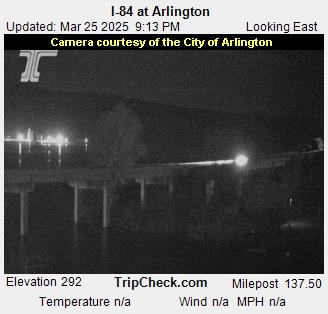 I-84 at Arlington
Updated: Mar 25 2025 9:13 PM Looking East
Camera courtesy of the City of Arlington
Elevation 292 TripCheck.com Milepost 137.50
Temperature n/a Wind n/a MPH n/a